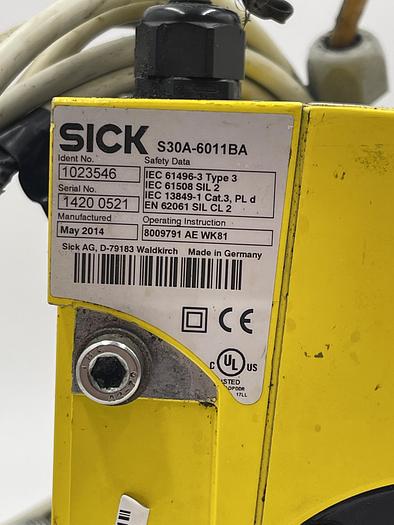 SICK S30A-6011BA
Ident No. Safety Data
1023546
IEC 61496-3 Type 3
IEC 61508 SIL 2
IEC 13849-1 Cat.3, PL d
EN 62061 SIL CL 2
Serial No.
1420 0521
Manufactured Operating Instruction
May 2014 8009791 AE WK81
Sick AG, D-79183 Waldkirch Made in Germany
CE
C UL US
17LL